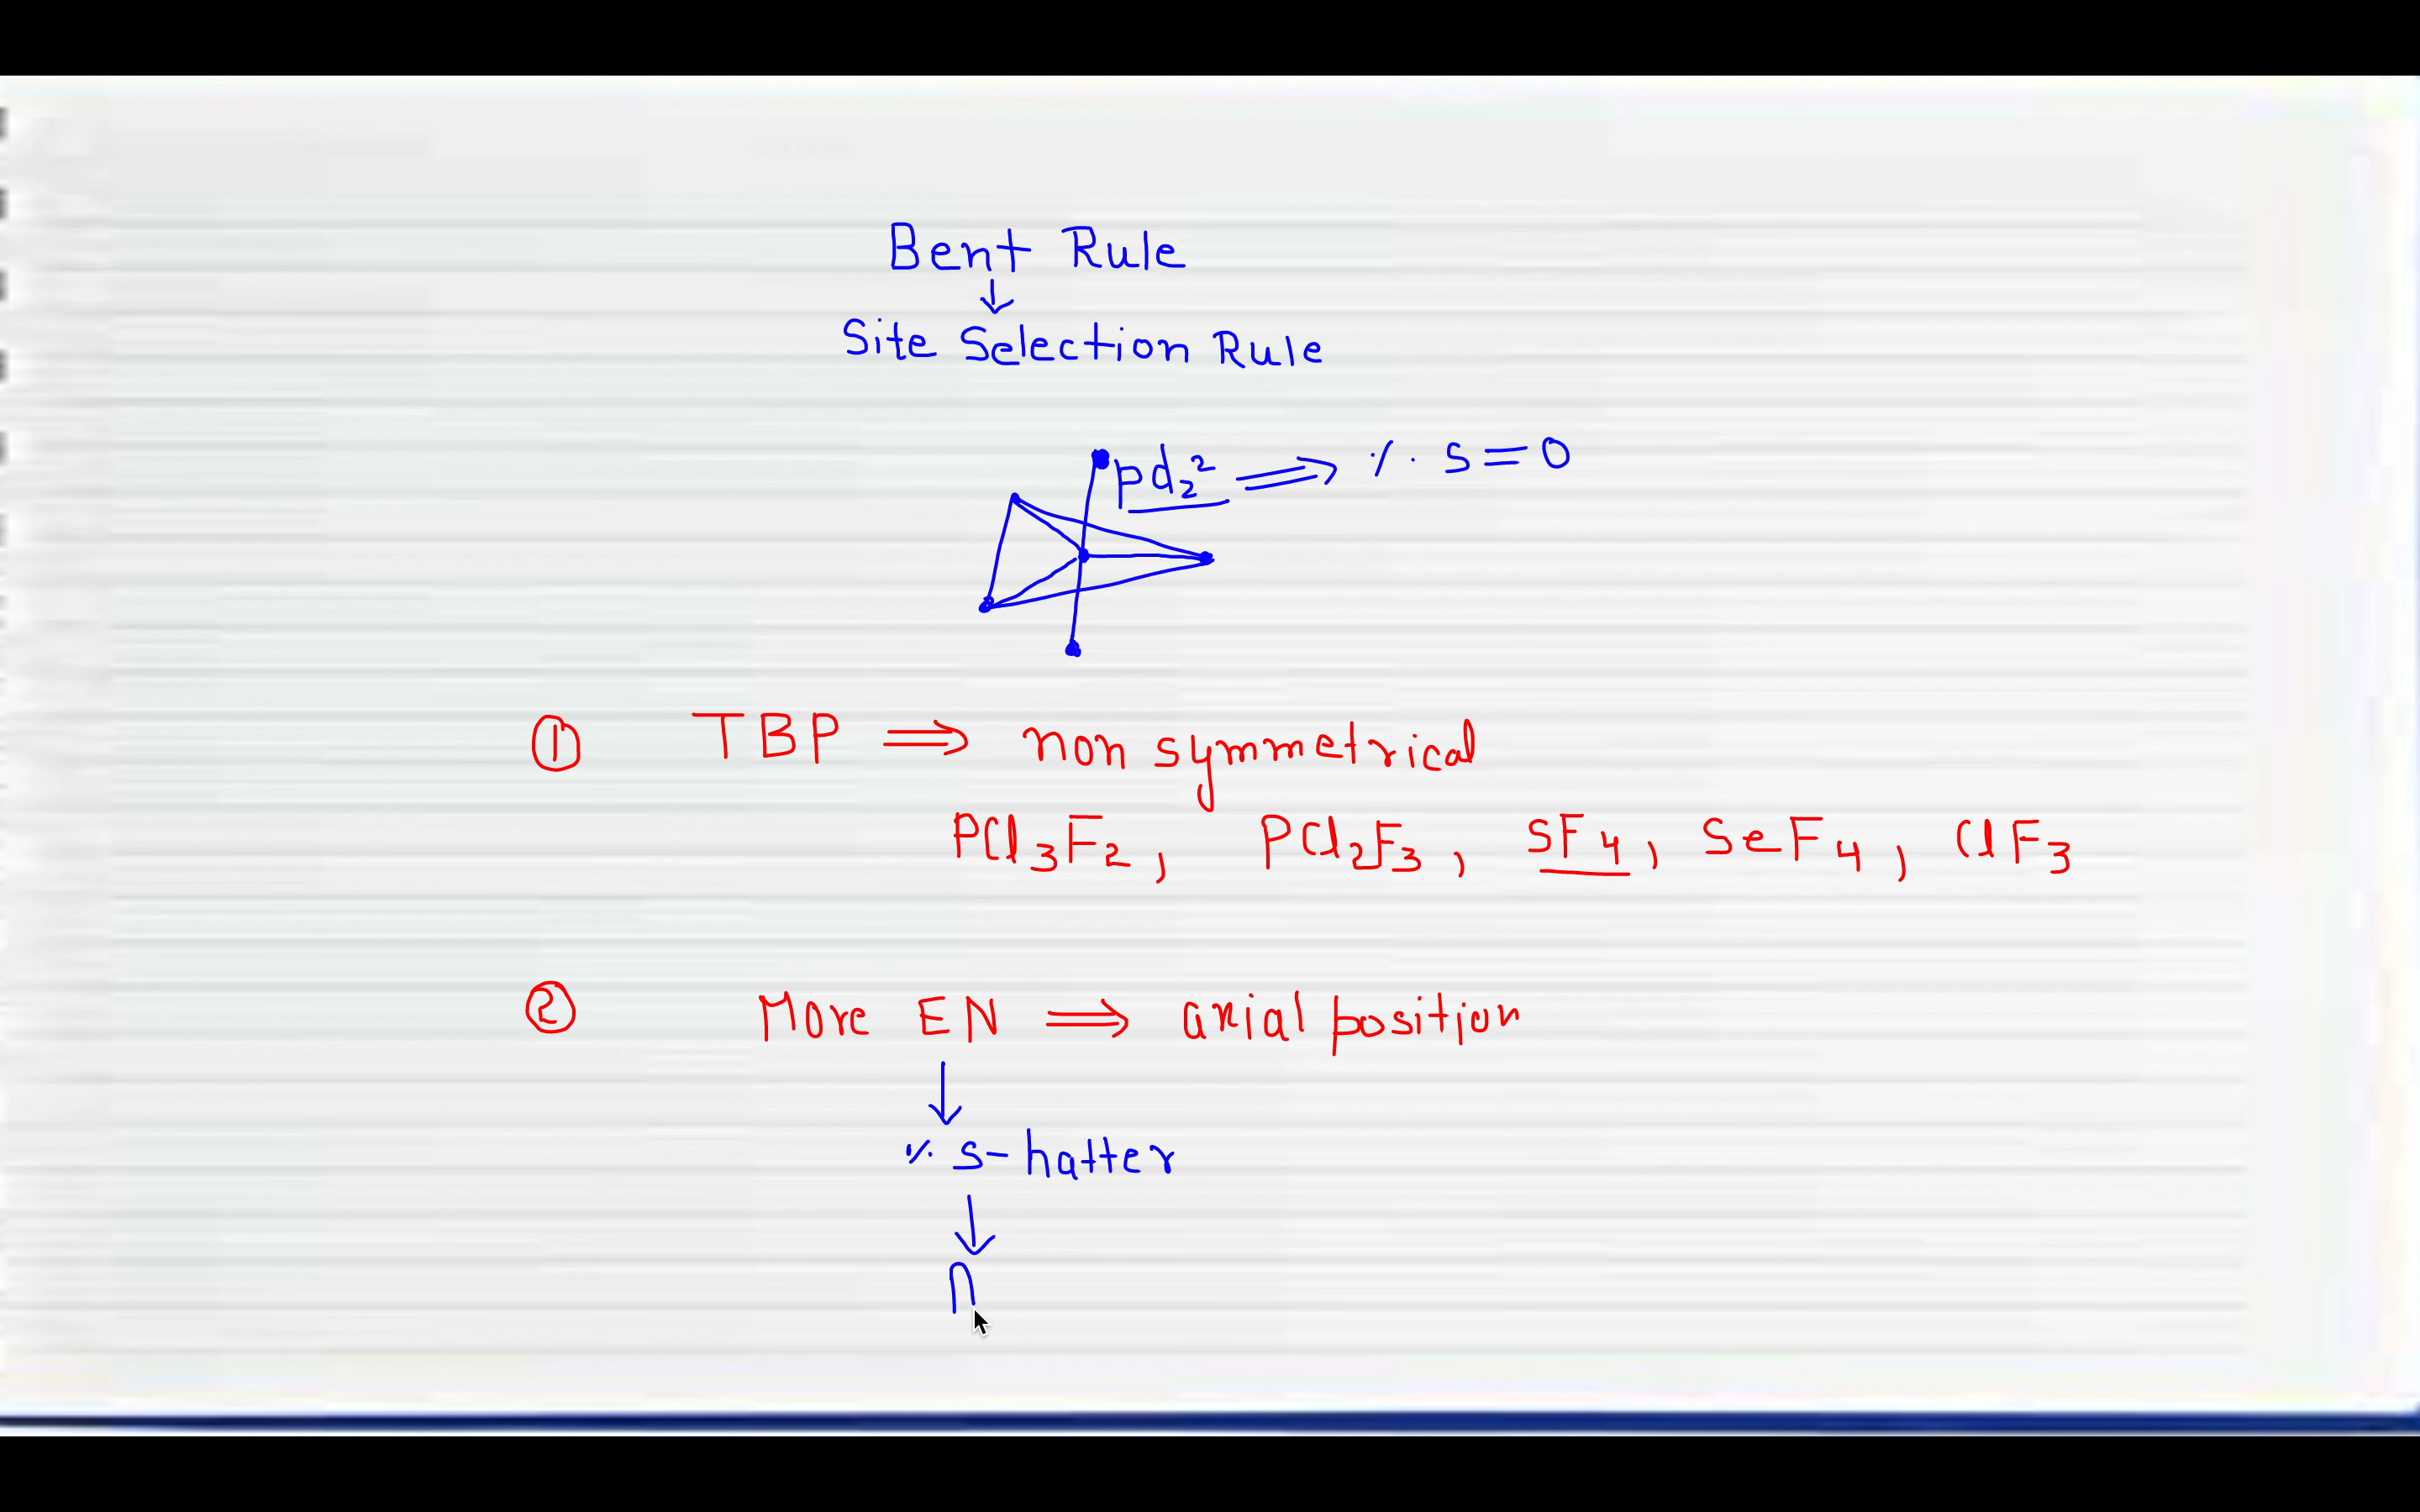 Bent Rule
↓
Site Selection Rule
pd_z² ⟹ % s = 0
① TBP ⟹ non symmetrical
PCl₃F₂, PCl₂F₃, SF₄, SeF₄, ClF₃
② More EN ⟹ axial position
↓
% s-hatter
↓